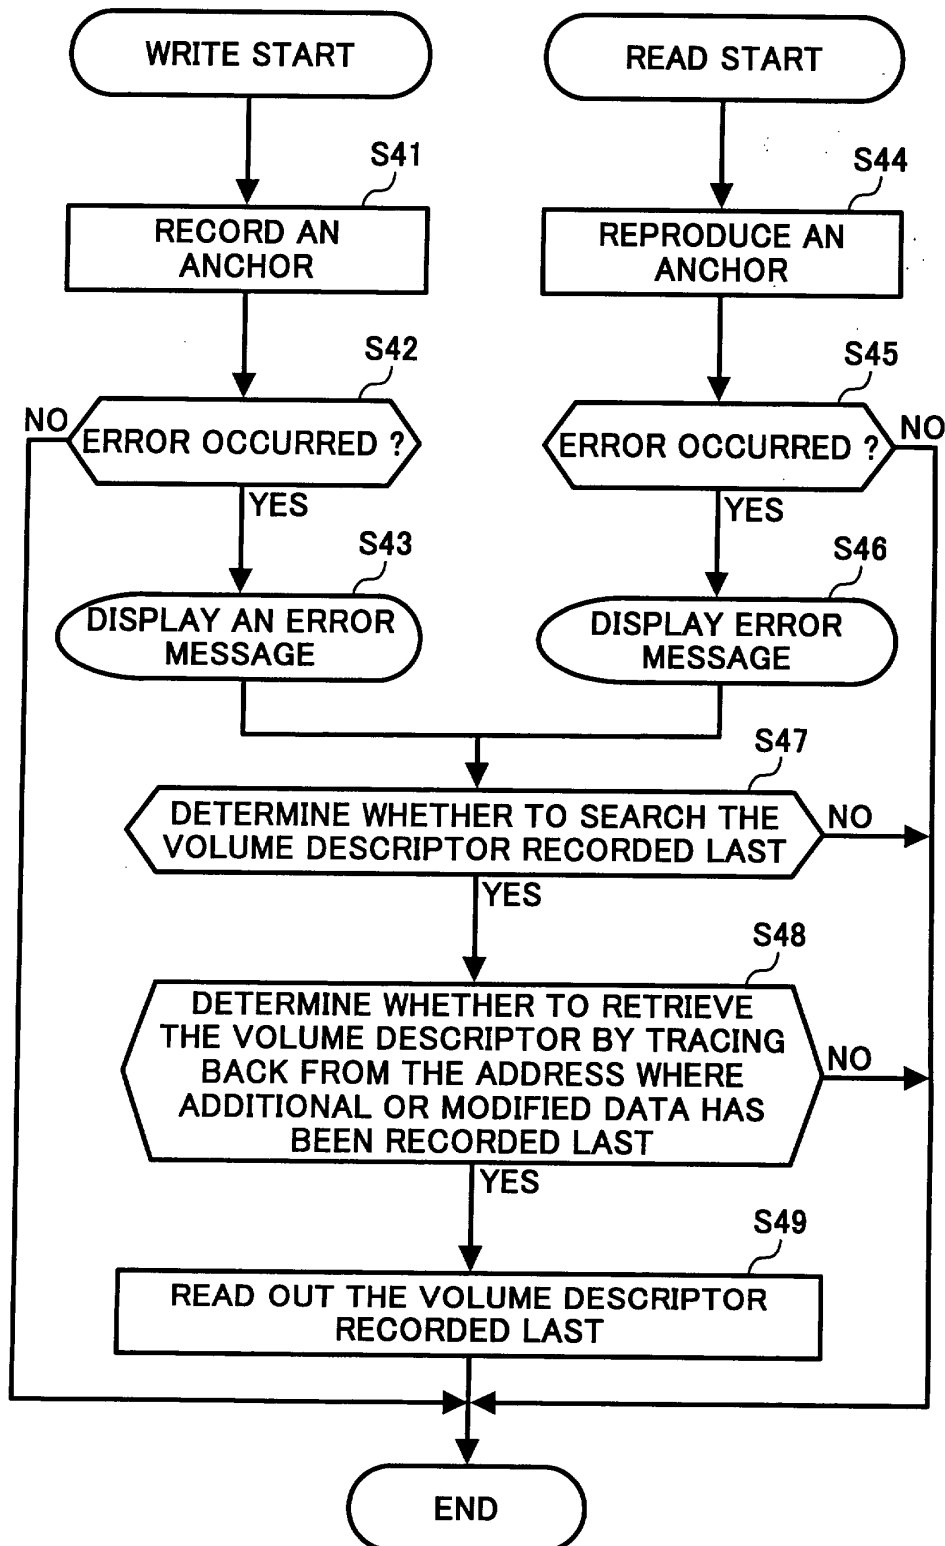 WRITE START
READ START
S41
RECORD AN
ANCHOR
S44
REPRODUCE AN
ANCHOR
S42
NO
ERROR OCCURRED ?
YES
S45
ERROR OCCURRED ?
NO
YES
S43
DISPLAY AN ERROR
MESSAGE
S46
DISPLAY ERROR
MESSAGE
S47
DETERMINE WHETHER TO SEARCH THE
VOLUME DESCRIPTOR RECORDED LAST
NO
YES
S48
DETERMINE WHETHER TO RETRIEVE
THE VOLUME DESCRIPTOR BY TRACING
BACK FROM THE ADDRESS WHERE
ADDITIONAL OR MODIFIED DATA HAS
BEEN RECORDED LAST
NO
YES
S49
READ OUT THE VOLUME DESCRIPTOR
RECORDED LAST
END